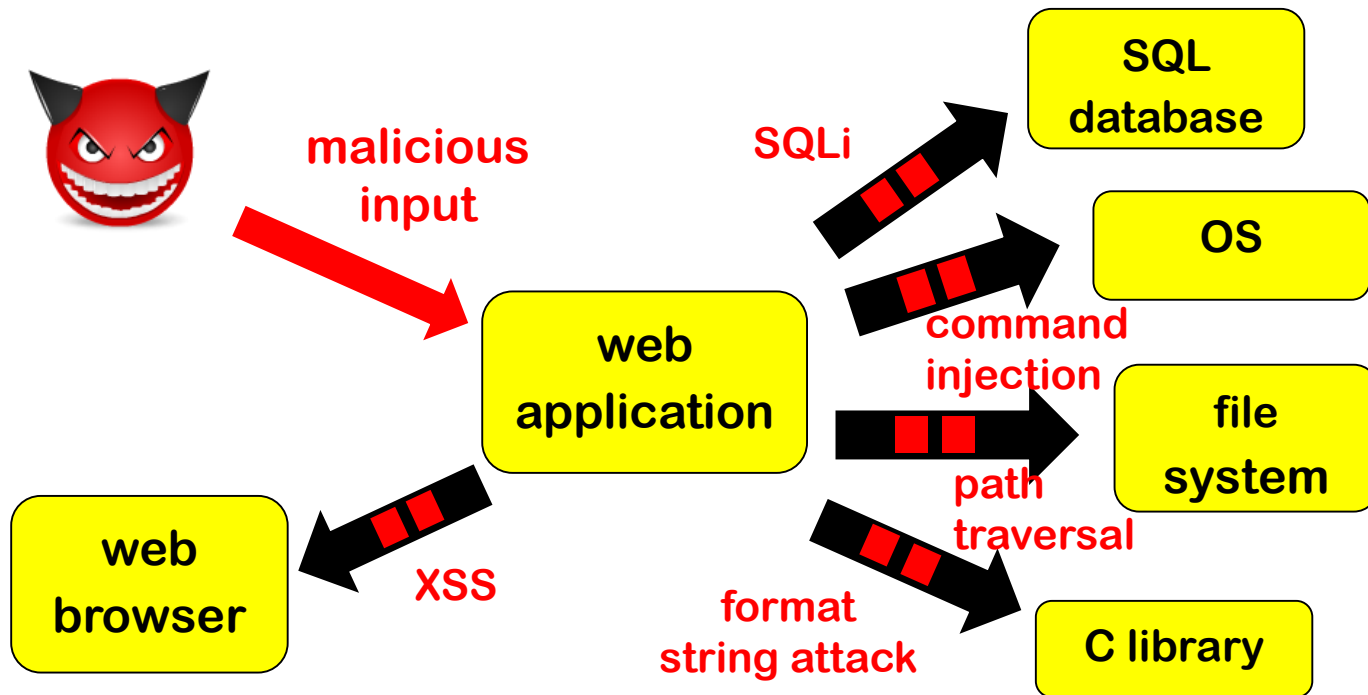 malicious
input
SQLi
SQL
database
OS
command
injection
web
application
file
system
path
traversal
web
browser
XSS
format
string attack
C library